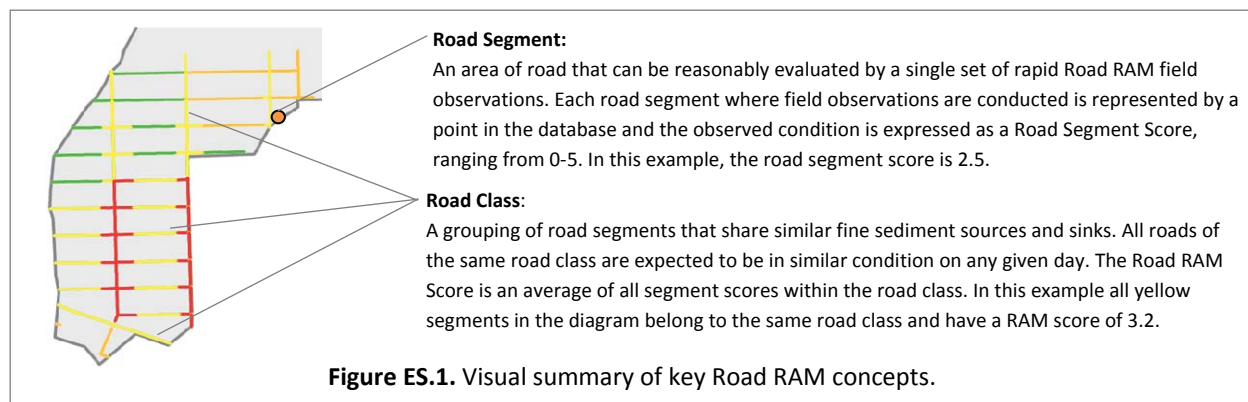 Road Segment:
An area of road that can be reasonably evaluated by a single set of rapid Road RAM field
observations. Each road segment where field observations are conducted is represented by a
point in the database and the observed condition is expressed as a Road Segment Score,
ranging from 0-5. In this example, the road segment score is 2.5.
Road Class:
A grouping of road segments that share similar fine sediment sources and sinks. All roads of
the same road class are expected to be in similar condition on any given day. The Road RAM
Score is an average of all segment scores within the road class. In this example all yellow
segments in the diagram belong to the same road class and have a RAM score of 3.2.
Figure ES.1. Visual summary of key Road RAM concepts.